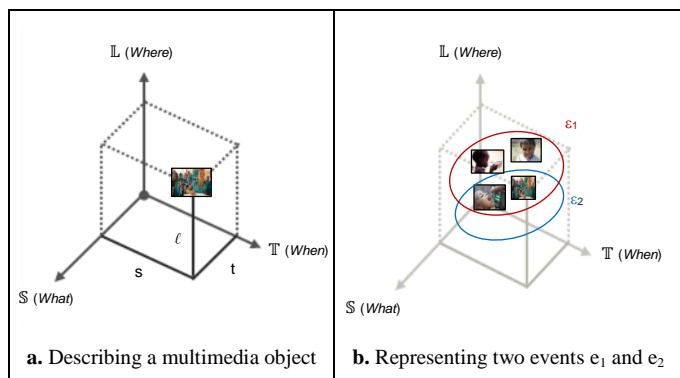 𝕃 (Where)
ℓ
𝕋 (When)
s
t
𝕊 (What)
a. Describing a multimedia object
𝕃 (Where)
ε1
ε2
𝕋 (When)
𝕊 (What)
b. Representing two events e1 and e2